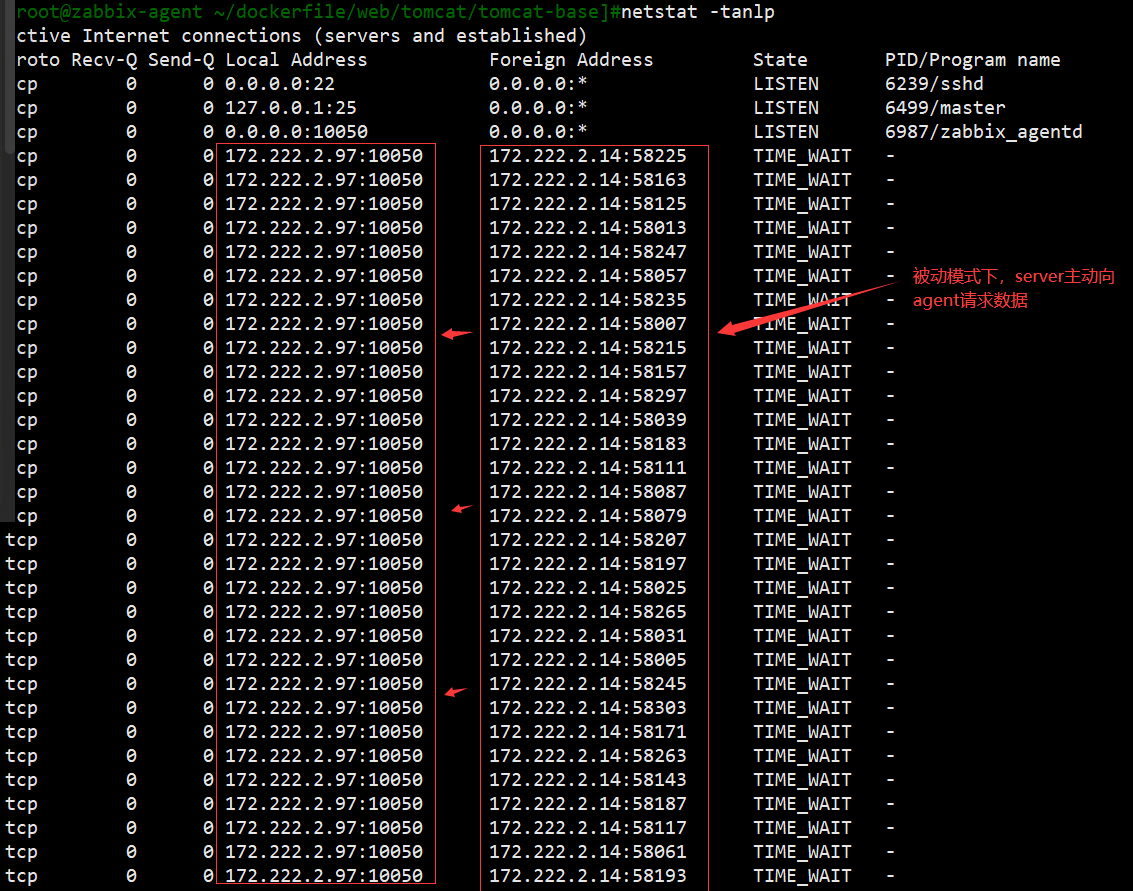 root@zabbix-agent ~/dockerfile/web/tomcat/tomcat-base]#netstat -tanlp
ctive Internet connections (servers and established)
roto Recv-Q Send-Q Local Address Foreign Address State PID/Program name
cp 0 0 0.0.0.0:22 0.0.0.0:* LISTEN 6239/sshd
cp 0 0 127.0.0.1:25 0.0.0.0:* LISTEN 6499/master
cp 0 0 0.0.0.0:10050 0.0.0.0:* LISTEN 6987/zabbix_agentd
cp 0 0 172.222.2.97:10050 172.222.2.14:58225 TIME_WAIT -
cp 0 0 172.222.2.97:10050 172.222.2.14:58163 TIME_WAIT -
cp 0 0 172.222.2.97:10050 172.222.2.14:58125 TIME_WAIT -
cp 0 0 172.222.2.97:10050 172.222.2.14:58013 TIME_WAIT -
cp 0 0 172.222.2.97:10050 172.222.2.14:58247 TIME_WAIT -
cp 0 0 172.222.2.97:10050 172.222.2.14:58057 TIME_WAIT -
被动模式下，server主动向
agent请求数据
cp 0 0 172.222.2.97:10050 172.222.2.14:58235 TIME_WAIT -
cp 0 0 172.222.2.97:10050 172.222.2.14:58007 TIME_WAIT -
cp 0 0 172.222.2.97:10050 172.222.2.14:58215 TIME_WAIT -
cp 0 0 172.222.2.97:10050 172.222.2.14:58157 TIME_WAIT -
cp 0 0 172.222.2.97:10050 172.222.2.14:58297 TIME_WAIT -
cp 0 0 172.222.2.97:10050 172.222.2.14:58039 TIME_WAIT -
cp 0 0 172.222.2.97:10050 172.222.2.14:58183 TIME_WAIT -
cp 0 0 172.222.2.97:10050 172.222.2.14:58111 TIME_WAIT -
cp 0 0 172.222.2.97:10050 172.222.2.14:58087 TIME_WAIT -
cp 0 0 172.222.2.97:10050 172.222.2.14:58079 TIME_WAIT -
tcp 0 0 172.222.2.97:10050 172.222.2.14:58207 TIME_WAIT -
tcp 0 0 172.222.2.97:10050 172.222.2.14:58197 TIME_WAIT -
tcp 0 0 172.222.2.97:10050 172.222.2.14:58025 TIME_WAIT -
tcp 0 0 172.222.2.97:10050 172.222.2.14:58265 TIME_WAIT -
tcp 0 0 172.222.2.97:10050 172.222.2.14:58031 TIME_WAIT -
tcp 0 0 172.222.2.97:10050 172.222.2.14:58005 TIME_WAIT -
tcp 0 0 172.222.2.97:10050 172.222.2.14:58245 TIME_WAIT -
tcp 0 0 172.222.2.97:10050 172.222.2.14:58303 TIME_WAIT -
tcp 0 0 172.222.2.97:10050 172.222.2.14:58171 TIME_WAIT -
tcp 0 0 172.222.2.97:10050 172.222.2.14:58263 TIME_WAIT -
tcp 0 0 172.222.2.97:10050 172.222.2.14:58143 TIME_WAIT -
tcp 0 0 172.222.2.97:10050 172.222.2.14:58187 TIME_WAIT -
tcp 0 0 172.222.2.97:10050 172.222.2.14:58117 TIME_WAIT -
tcp 0 0 172.222.2.97:10050 172.222.2.14:58061 TIME_WAIT -
tcp 0 0 172.222.2.97:10050 172.222.2.14:58193 TIME_WAIT -